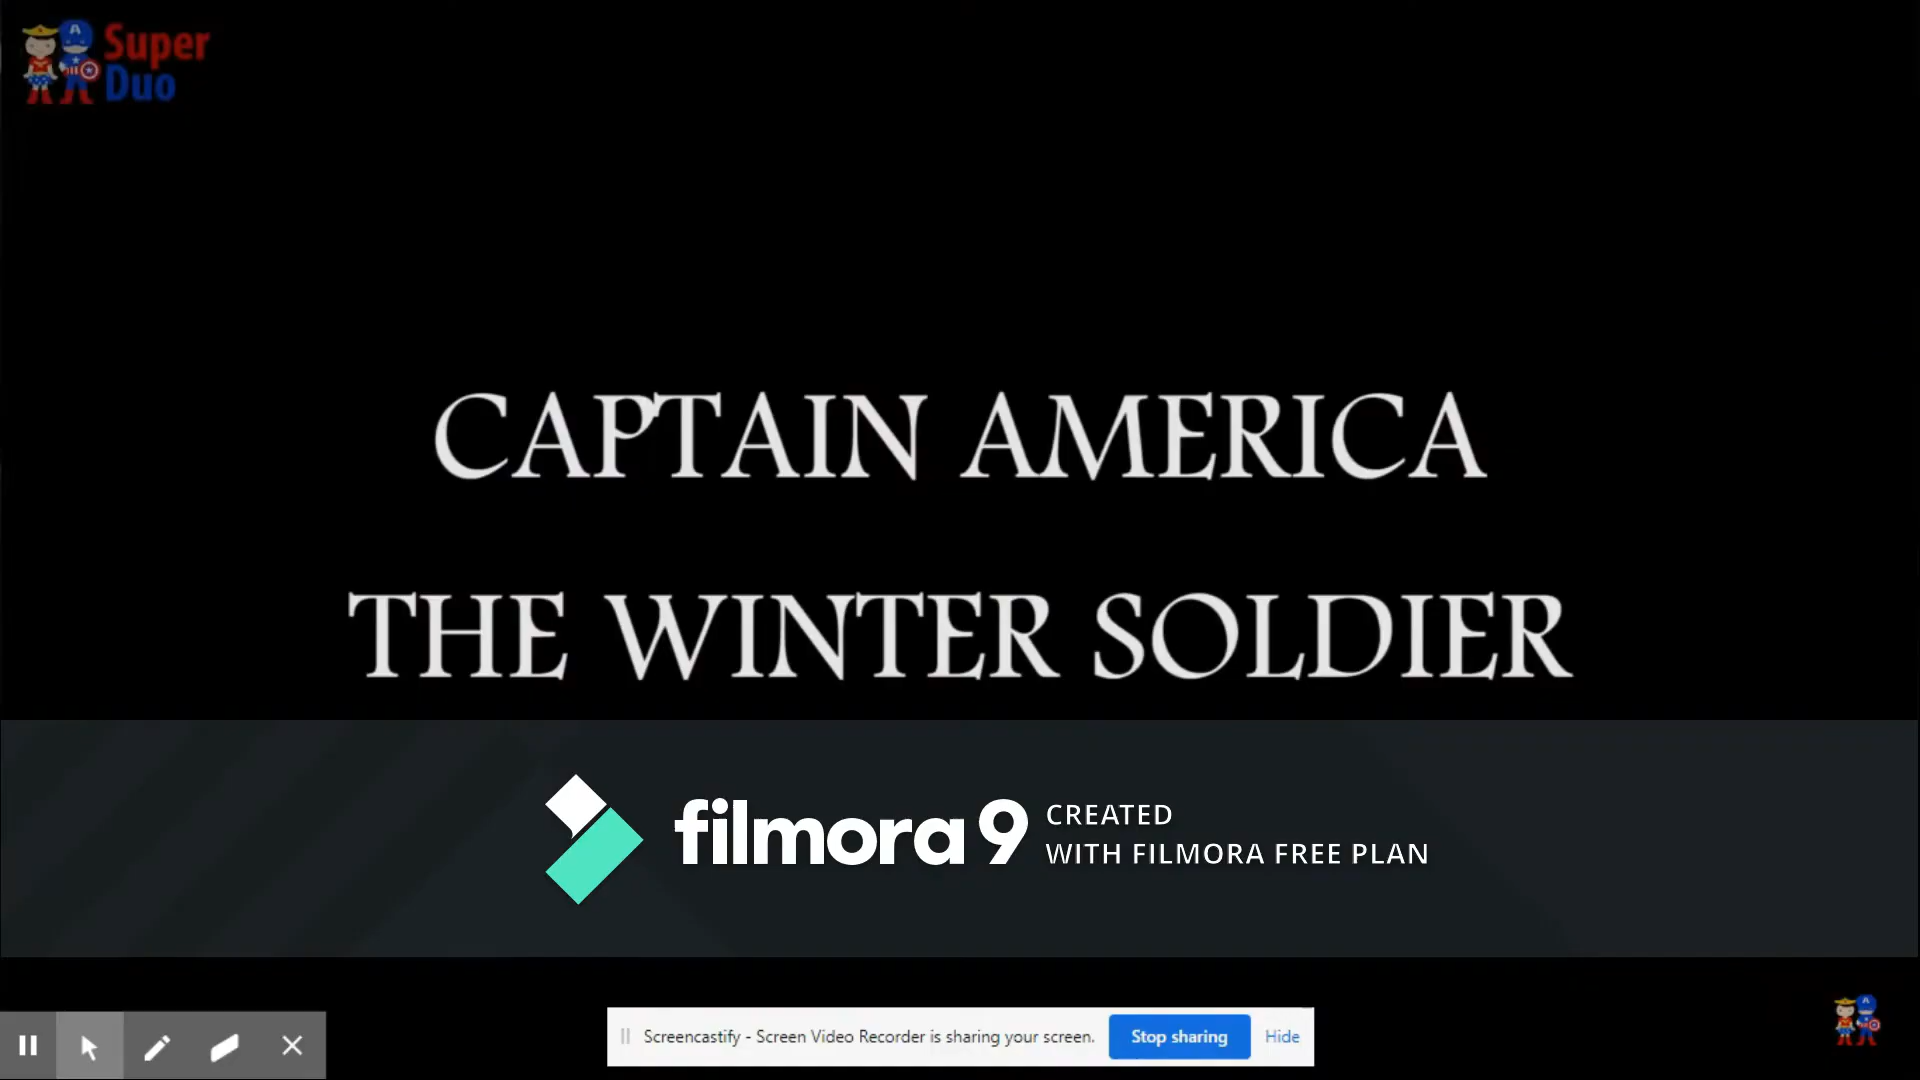 Super
Duo
CAPTAIN AMERICA
THE WINTER SOLDIER
filmora 9
CREATED
WITH FILMORA FREE PLAN
Screencastify - Screen Video Recorder is sharing your screen.
Stop sharing
Hide